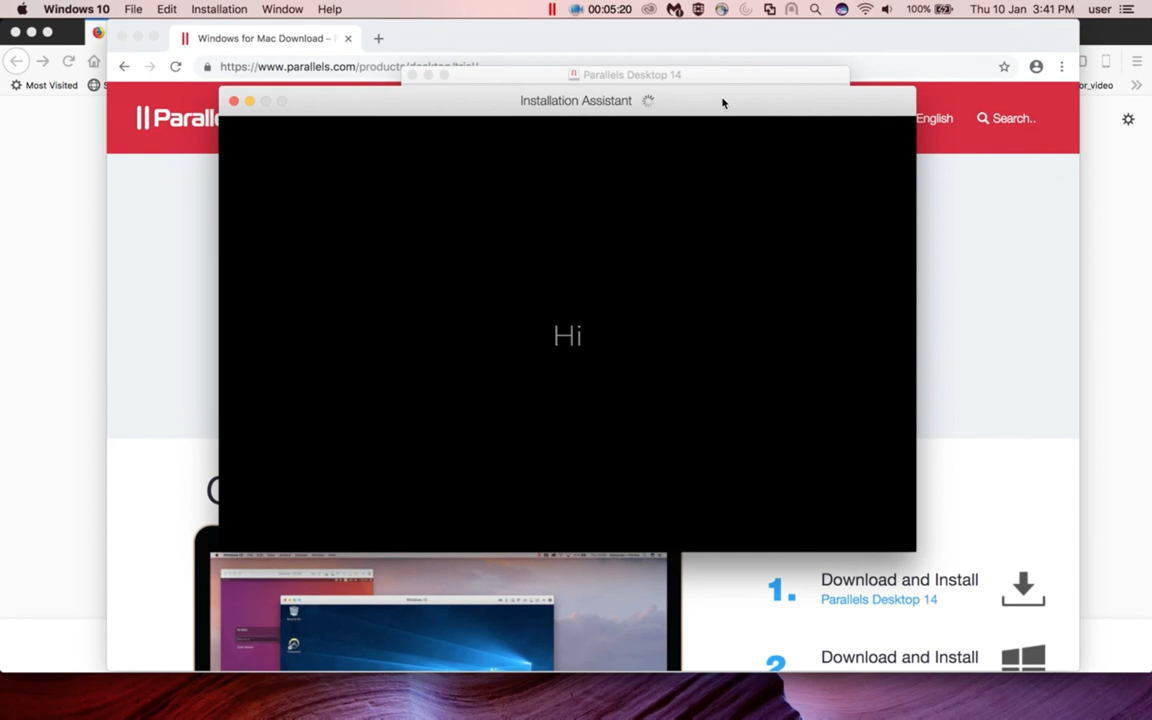 Windows 10 File Edit Installation Window Help 00:05:20 100% Thu 10 Jan 3:41 PM user
Windows for Mac Download –
https://www.parallels.com/products/desktop/trial/
Parallels Desktop 14
Most Visited
or_video
Installation Assistant
Parall
English
Search..
Hi
1.
Download and Install
Parallels Desktop 14
2
Download and Install